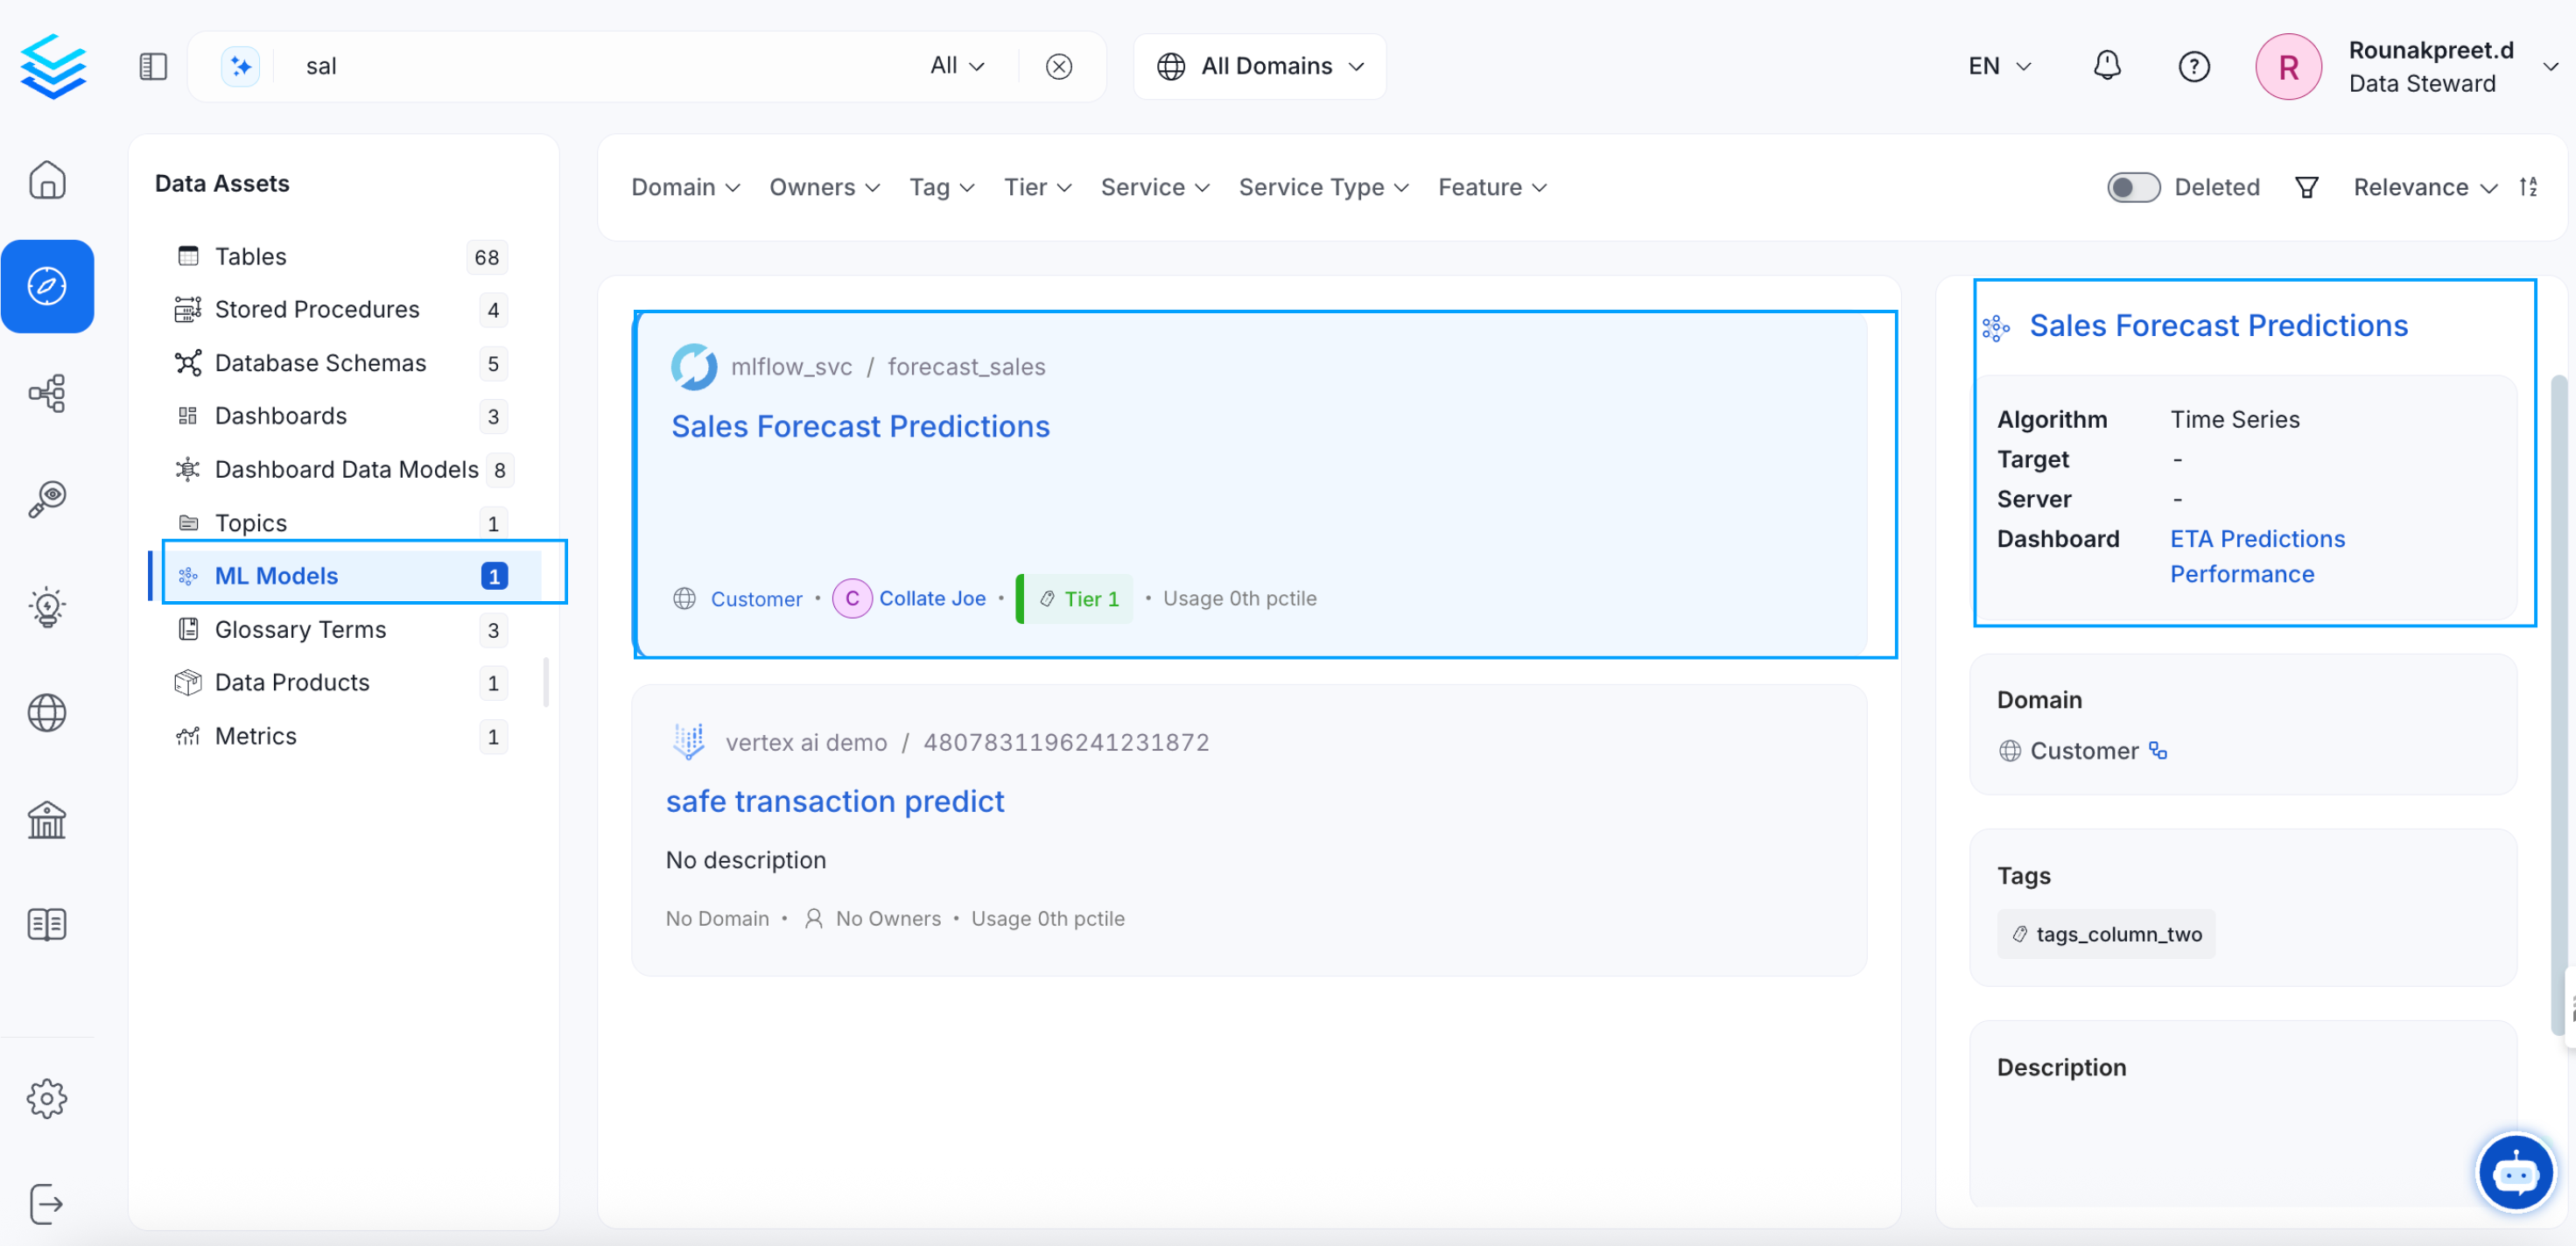 sal
All
All Domains
EN
R
Rounakpreet.d
Data Steward
Data Assets
Tables 68
Stored Procedures 4
Database Schemas 5
Dashboards 3
Dashboard Data Models 8
Topics 1
ML Models 1
Glossary Terms 3
Data Products 1
Metrics 1
Domain Owners Tag Tier Service Service Type Feature
Deleted
Relevance
mlflow_svc / forecast_sales
Sales Forecast Predictions
Customer • C Collate Joe • Tier 1 • Usage 0th pctile
vertex ai demo / 4807831196241231872
safe transaction predict
No description
No Domain • No Owners • Usage 0th pctile
Sales Forecast Predictions
Algorithm Time Series
Target -
Server -
Dashboard ETA Predictions
Performance
Domain
Customer
Tags
tags_column_two
Description